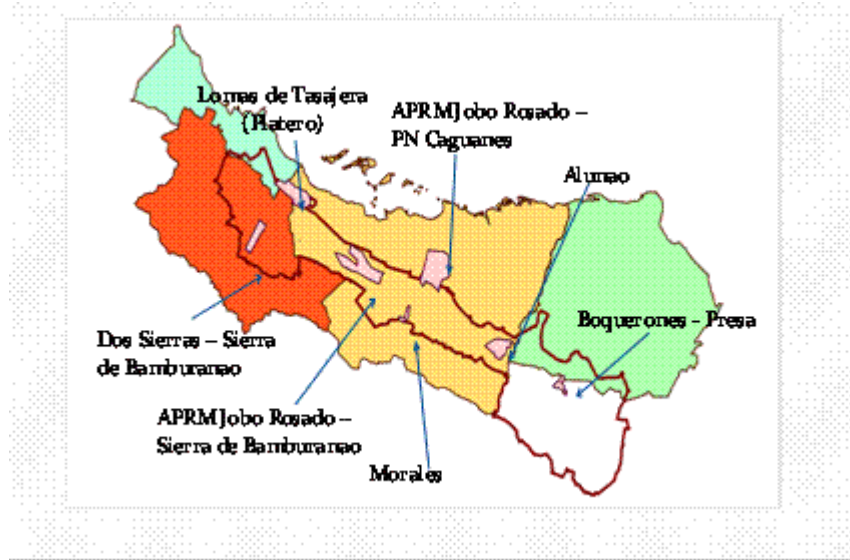 Lomas de Tasajera
(Platero)
APRM Jobo Rosado –
PN Caguanes
Alunao
Boquerones - Presa
Dos Sierras – Sierra
de Bamburanao
APRM Jobo Rosado –
Sierra de Bamburanao
Morales